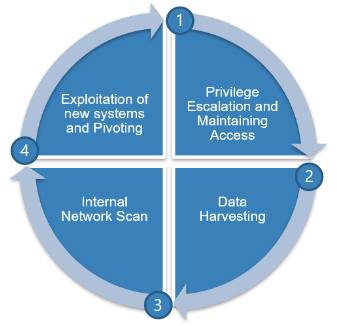 1
Privilege
Escalation and
Maintaining
Access
2
Data
Harvesting
3
Internal
Network Scan
4
Exploitation of
new systems
and Pivoting